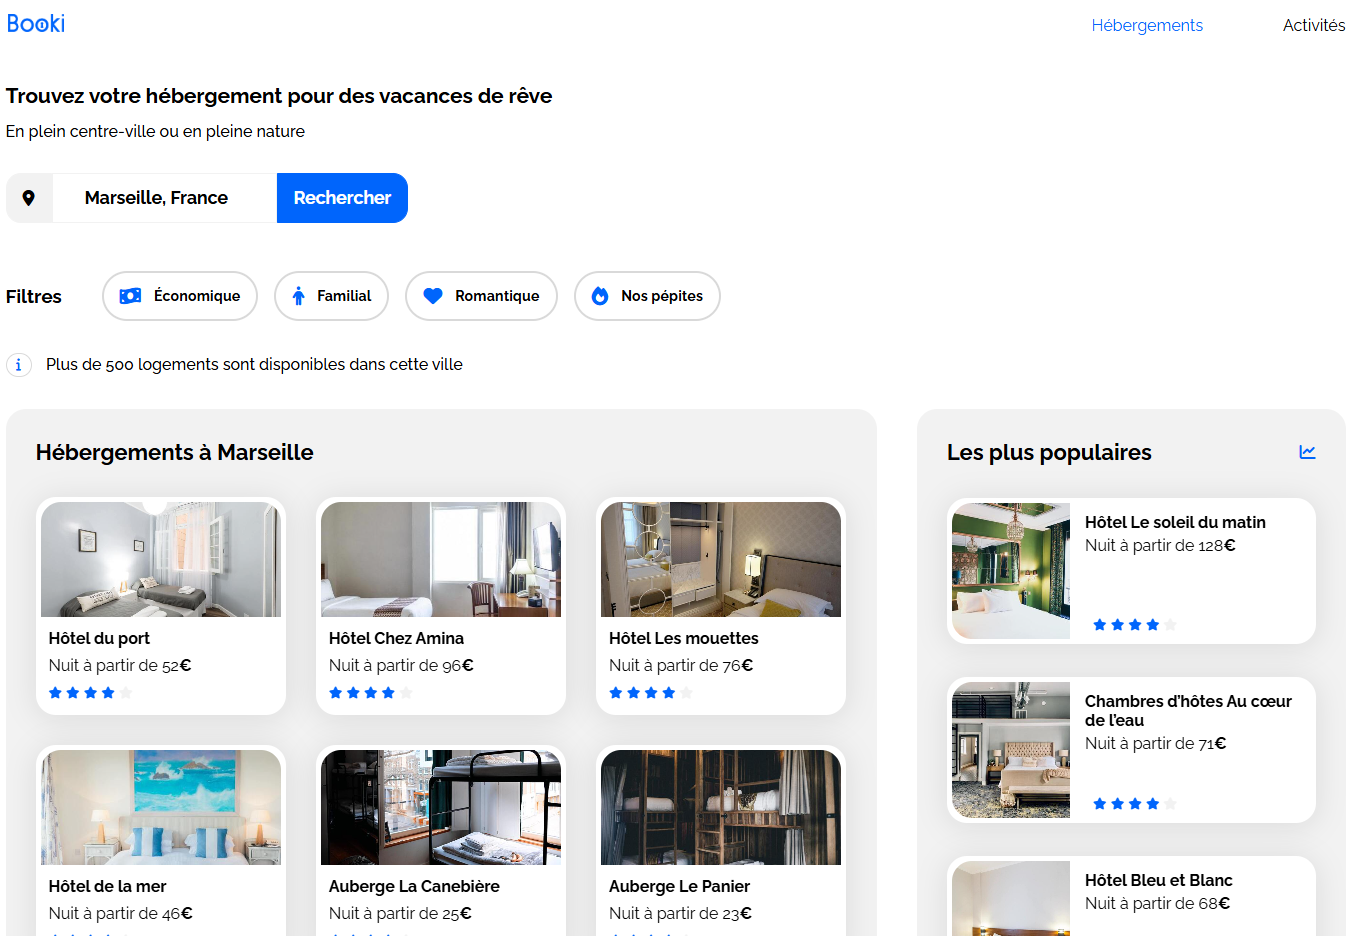 Booki
Hébergements
Activités
Trouvez votre hébergement pour des vacances de rêve
En plein centre-ville ou en pleine nature
Marseille, France
Rechercher
Filtres
Économique
Familial
Romantique
Nos pépites
Plus de 500 logements sont disponibles dans cette ville
Hébergements à Marseille
Hôtel du port
Nuit à partir de 52€
Hôtel Chez Amina
Nuit à partir de 96€
Hôtel Les mouettes
Nuit à partir de 76€
Hôtel de la mer
Nuit à partir de 46€
Auberge La Canebière
Nuit à partir de 25€
Auberge Le Panier
Nuit à partir de 23€
Les plus populaires
Hôtel Le soleil du matin
Nuit à partir de 128€
Chambres d'hôtes Au cœur
de l'eau
Nuit à partir de 71€
Hôtel Bleu et Blanc
Nuit à partir de 68€